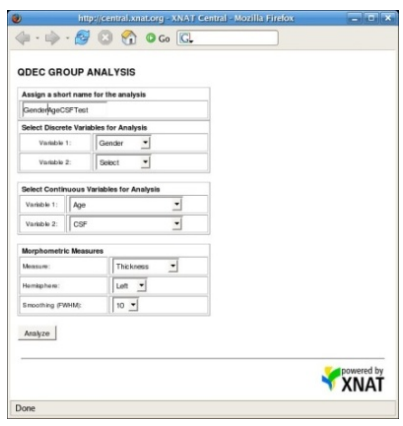 http://central.xnat.org - XNAT Central - Mozilla Firefox
Go
QDEC GROUP ANALYSIS
Assign a short name for the analysis
GenderAgeCSFTest
Select Discrete Variables for Analysis
Variable 1: Gender
Variable 2: Select
Select Continuous Variables for Analysis
Variable 1: Age
Variable 2: CSF
Morphometric Measures
Measure: Thickness
Hemisphere: Left
Smoothing (FWHM): 10
Analyze
powered by
XNAT
Done